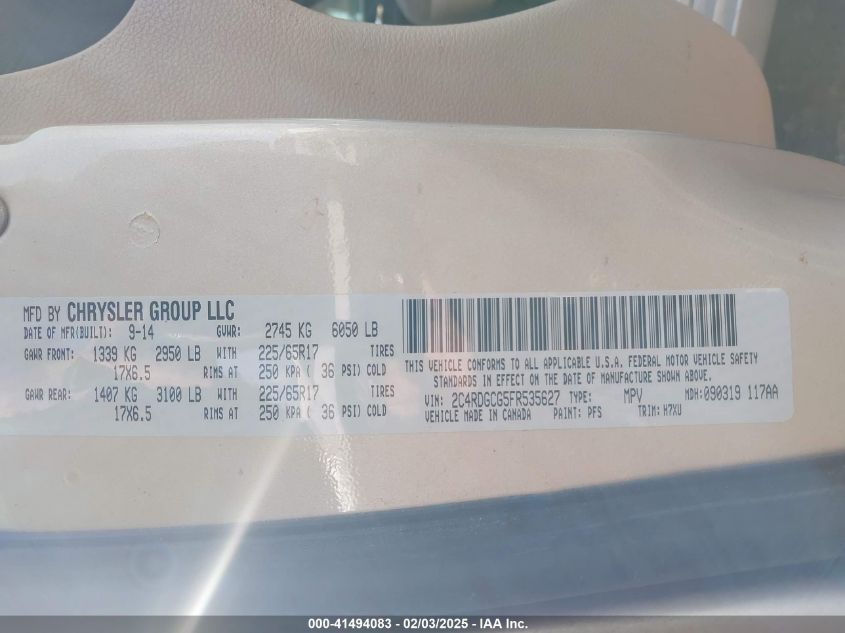 MFD BY CHRYSLER GROUP LLC
DATE OF MFR(BUILT): 9-14 GVWR: 2745 KG 6050 LB
GAWR FRONT: 1339 KG 2950 LB WITH 225/65R17 TIRES
17X6.5 RIMS AT 250 KPA ( 36 PSI) COLD
GAWR REAR: 1407 KG 3100 LB WITH 225/65R17 TIRES
17X6.5 RIMS AT 250 KPA ( 36 PSI) COLD
THIS VEHICLE CONFORMS TO ALL APPLICABLE U.S.A. FEDERAL MOTOR VEHICLE SAFETY
STANDARDS IN EFFECT ON THE DATE OF MANUFACTURE SHOWN ABOVE.
VIN: 2C4RDGCG5FR535627 TYPE: MPV MDH: 090319 117AA
VEHICLE MADE IN CANADA PAINT: PFS TRIM: H7XU
000-41494083 - 02/03/2025 - IAA Inc.